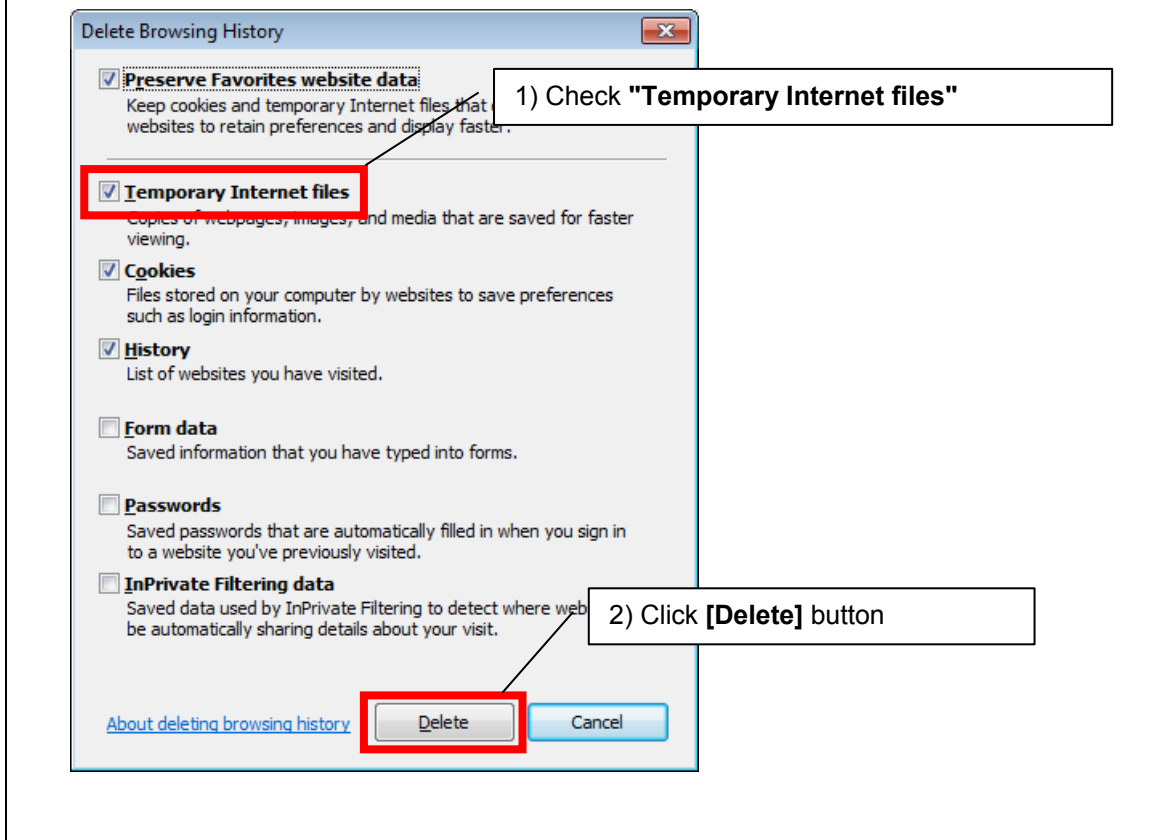 Delete Browsing History
Preserve Favorites website data
1) Check "Temporary Internet files"
Keep cookies and temporary Internet files that
websites to retain preferences and display faster.
Temporary Internet files
Copies of webpages, images, and media that are saved for faster
viewing.
Cookies
Files stored on your computer by websites to save preferences
such as login information.
History
List of websites you have visited.
Form data
Saved information that you have typed into forms.
Passwords
Saved passwords that are automatically filled in when you sign in
to a website you've previously visited.
InPrivate Filtering data
Saved data used by InPrivate Filtering to detect where web
2) Click [Delete] button
be automatically sharing details about your visit.
About deleting browsing history
Delete
Cancel